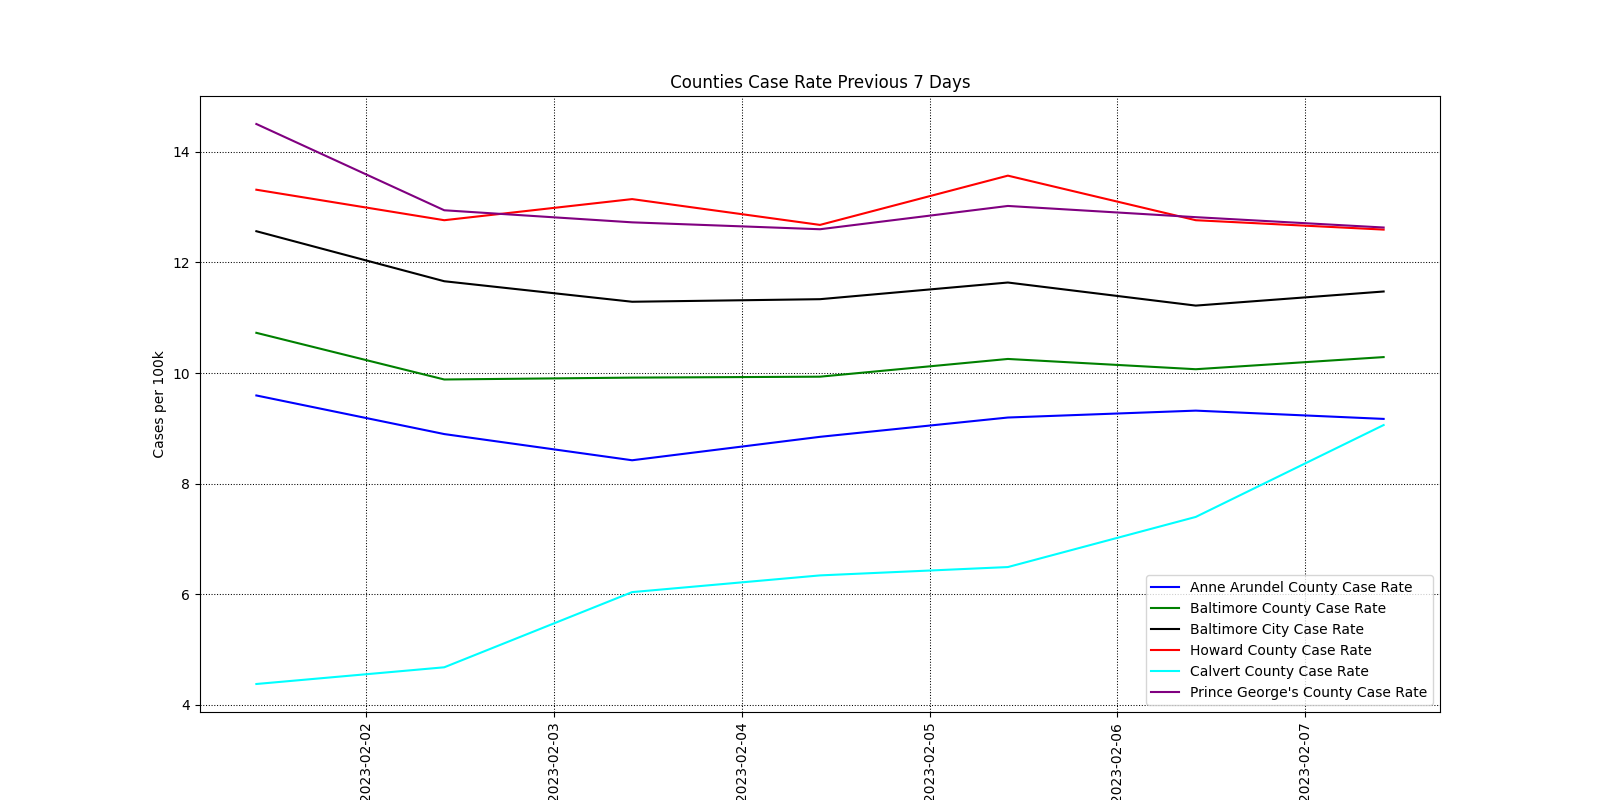 Counties Case Rate Previous 7 Days
Cases per 100k
14
12
10
8
6
4
2023-02-02
2023-02-03
2023-02-04
2023-02-05
2023-02-06
2023-02-07
Anne Arundel County Case Rate
Baltimore County Case Rate
Baltimore City Case Rate
Howard County Case Rate
Calvert County Case Rate
Prince George's County Case Rate